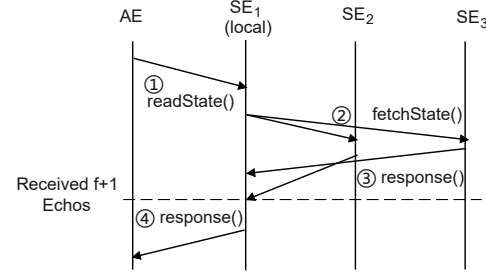 AE
SE1
(local)
SE2
SE3
①
readState()
②
fetchState()
③ response()
Received f+1
Echos
④ response()